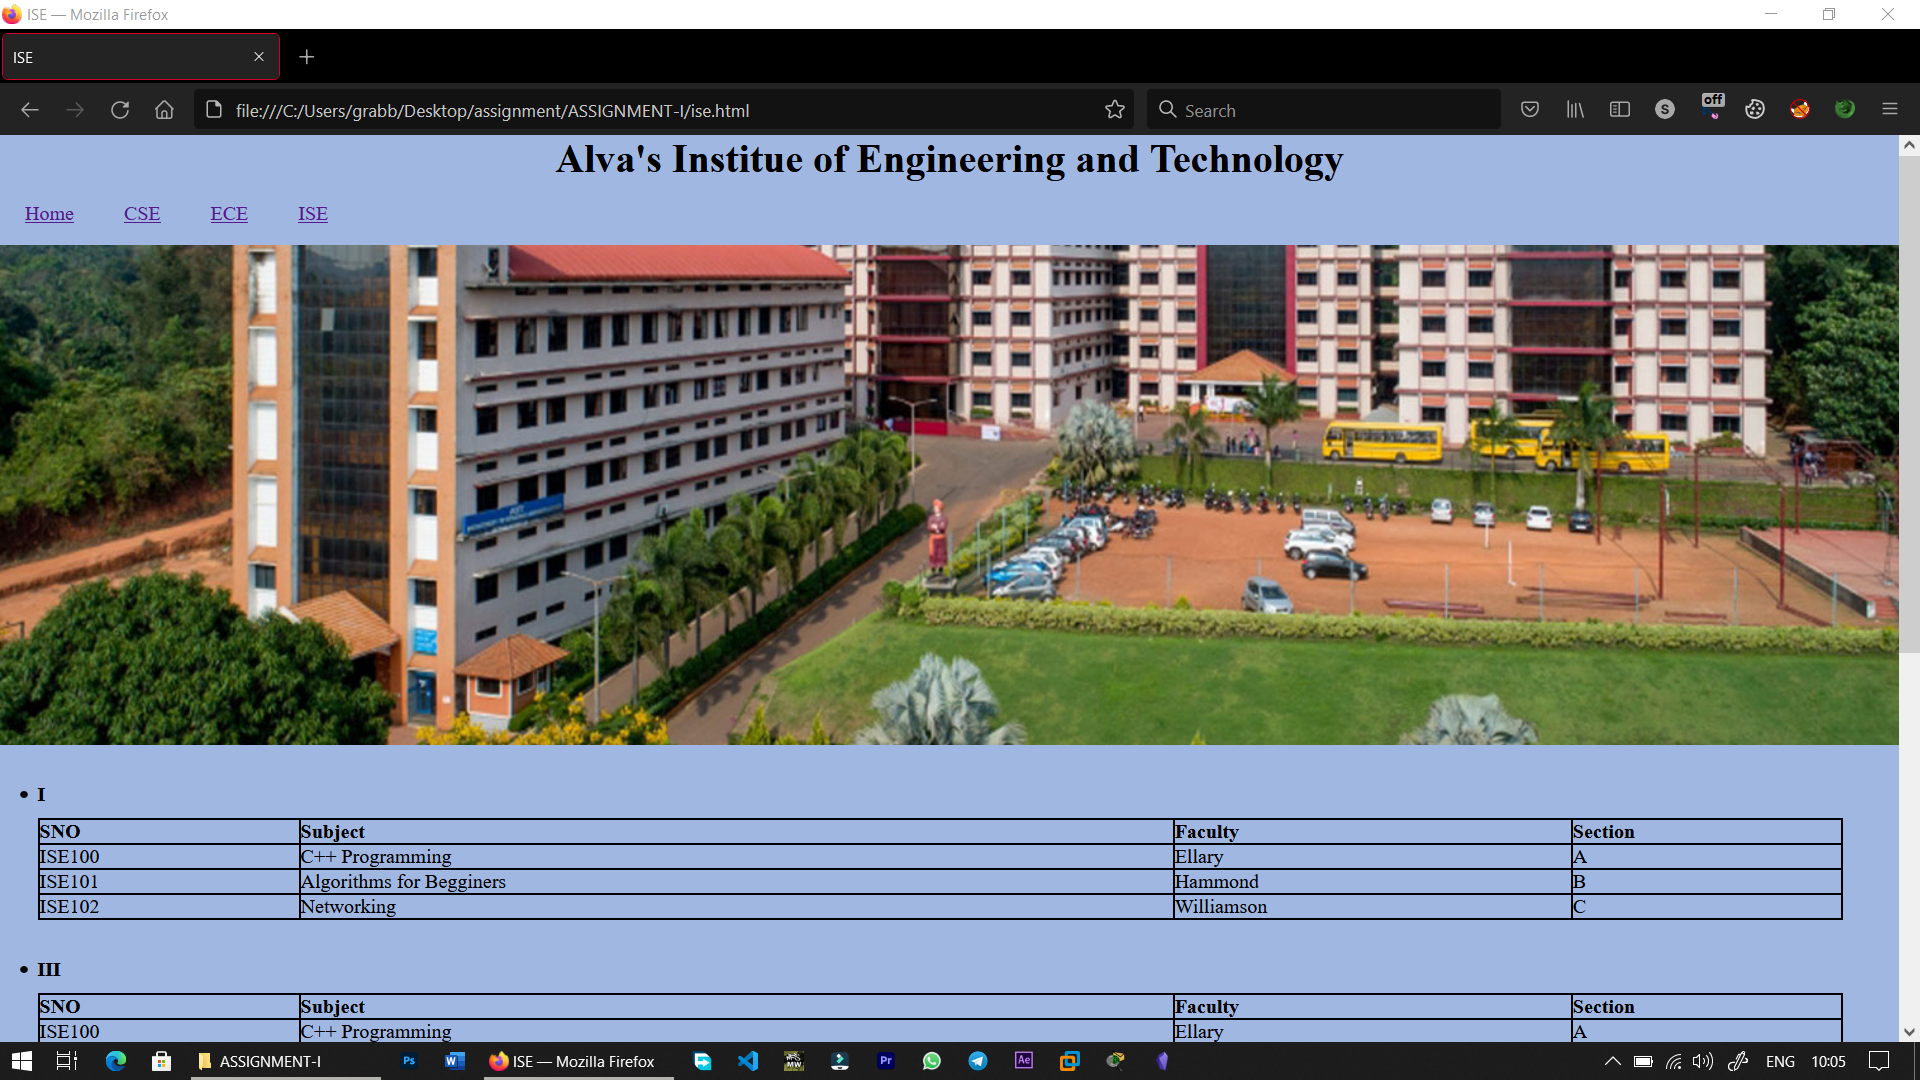 ISE — Mozilla Firefox
ISE
file:///C:/Users/grabb/Desktop/assignment/ASSIGNMENT-I/ise.html
Search
S
off
Alva's Institue of Engineering and Technology
Home CSE ECE ISE
I
SNO Subject Faculty Section
ISE100 C++ Programming Ellary A
ISE101 Algorithms for Begginers Hammond B
ISE102 Networking Williamson C
III
SNO Subject Faculty Section
ISE100 C++ Programming Ellary A
ASSIGNMENT-I
Ps
W
ISE — Mozilla Firefox
MW
Pr
Ae
ENG
10:05